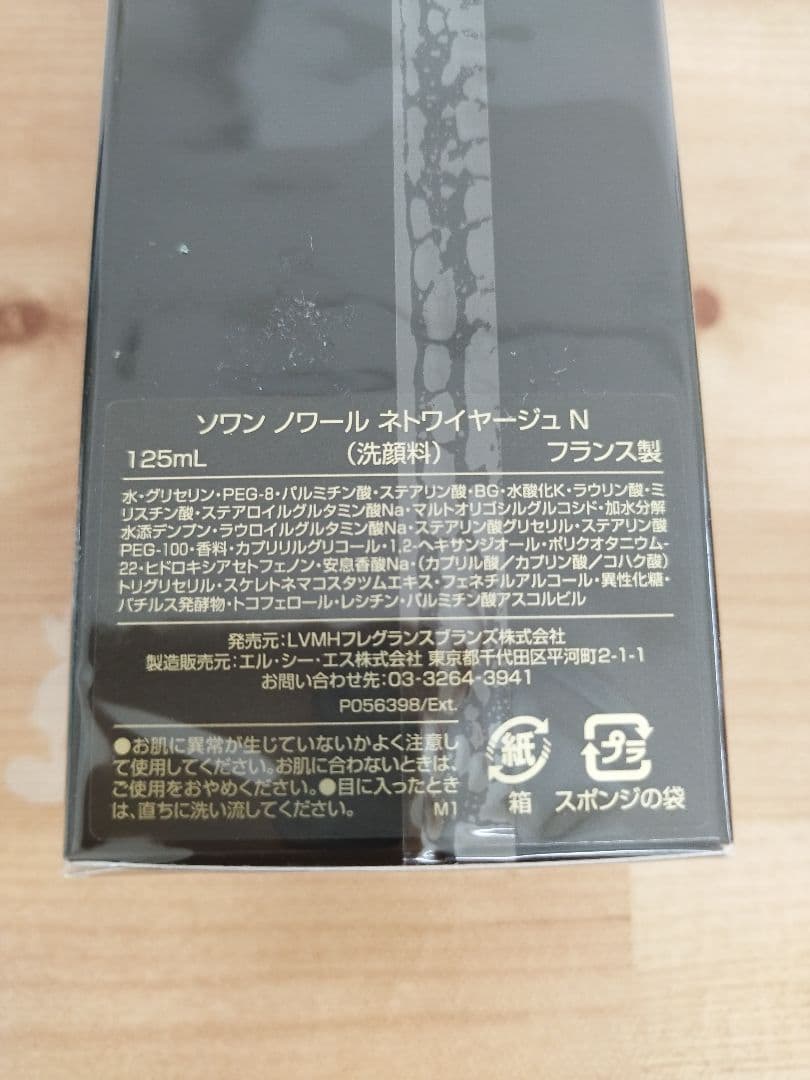 ソワン ノワール ネトワイヤージュ N
125mL （洗顔料） フランス製
水・グリセリン・PEG-8・パルミチン酸・ステアリン酸・BG・水酸化K・ラウリン酸・ミ
リスチン酸・ステアロイルグルタミン酸Na・マルトオリゴシルグルコシド・加水分解
水添デンプン・ラウロイルグルタミン酸Na・ステアリン酸グリセリル・ステアリン酸
PEG-100・香料・カプリリルグリコール・1,2-ヘキサンジオール・ポリクオタニウム-
22・ヒドロキシアセトフェノン・安息香酸Na・（カプリル酸／カプリン酸／コハク酸）
トリグリセリル・スケレトネマコスタツムエキス・フェネチルアルコール・異性化糖・
バチルス発酵物・トコフェロール・レシチン・パルミチン酸アスコルビル
発売元：LVMHフレグランスブランズ株式会社
製造販売元：エル・シー・エス株式会社 東京都千代田区平河町2-1-1
お問い合わせ先：03-3264-3941
P056398/Ext.
●お肌に異常が生じていないかよく注意し
て使用してください。お肌に合わないときは、
ご使用をおやめください。●目に入ったとき
は、直ちに洗い流してください。 M1
紙 プラ
箱 スポンジの袋